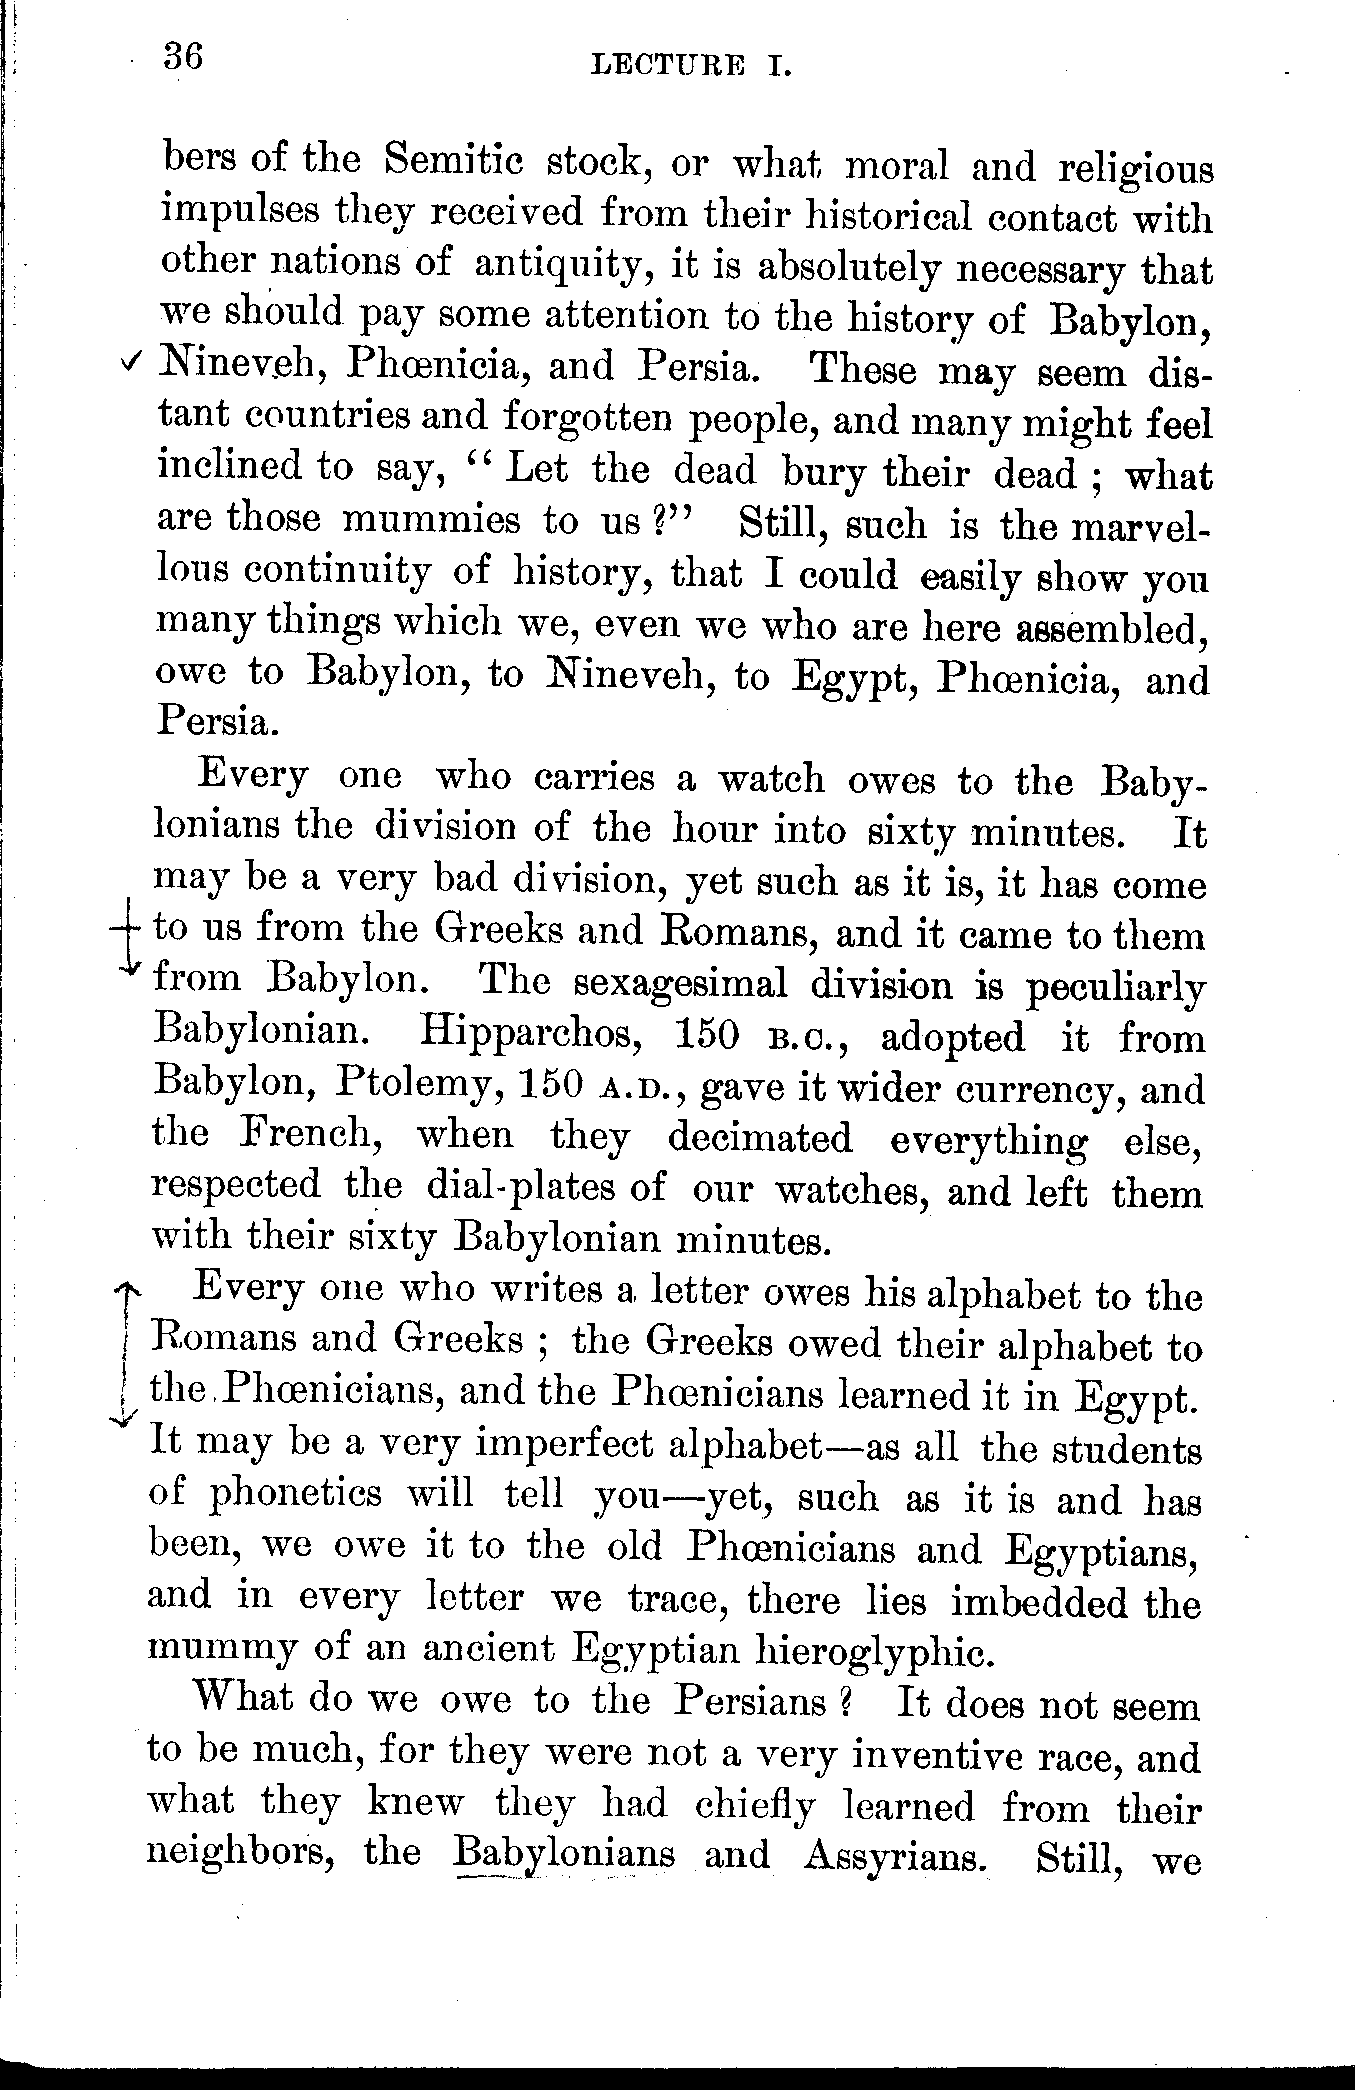 36 LECTURE I.
bers of the Semitic stock, or what moral and religious
impulses they received from their historical contact with
other nations of antiquity, it is absolutely necessary that
we should pay some attention to the history of Babylon,
Nineveh, Phœnicia, and Persia. These may seem dis-
tant countries and forgotten people, and many might feel
inclined to say, “Let the dead bury their dead ; what
are those mummies to us ?” Still, such is the marvel-
lous continuity of history, that I could easily show you
many things which we, even we who are here assembled,
owe to Babylon, to Nineveh, to Egypt, Phœnicia, and
Persia.
Every one who carries a watch owes to the Baby-
lonians the division of the hour into sixty minutes. It
may be a very bad division, yet such as it is, it has come
to us from the Greeks and Romans, and it came to them
from Babylon. The sexagesimal division is peculiarly
Babylonian. Hipparchos, 150 B.C., adopted it from
Babylon, Ptolemy, 150 A.D., gave it wider currency, and
the French, when they decimated everything else,
respected the dial-plates of our watches, and left them
with their sixty Babylonian minutes.
Every one who writes a letter owes his alphabet to the
Romans and Greeks ; the Greeks owed their alphabet to
the Phœnicians, and the Phœnicians learned it in Egypt.
It may be a very imperfect alphabet—as all the students
of phonetics will tell you—yet, such as it is and has
been, we owe it to the old Phœnicians and Egyptians,
and in every letter we trace, there lies imbedded the
mummy of an ancient Egyptian hieroglyphic.
What do we owe to the Persians ? It does not seem
to be much, for they were not a very inventive race, and
what they knew they had chiefly learned from their
neighbors, the Babylonians and Assyrians. Still, we